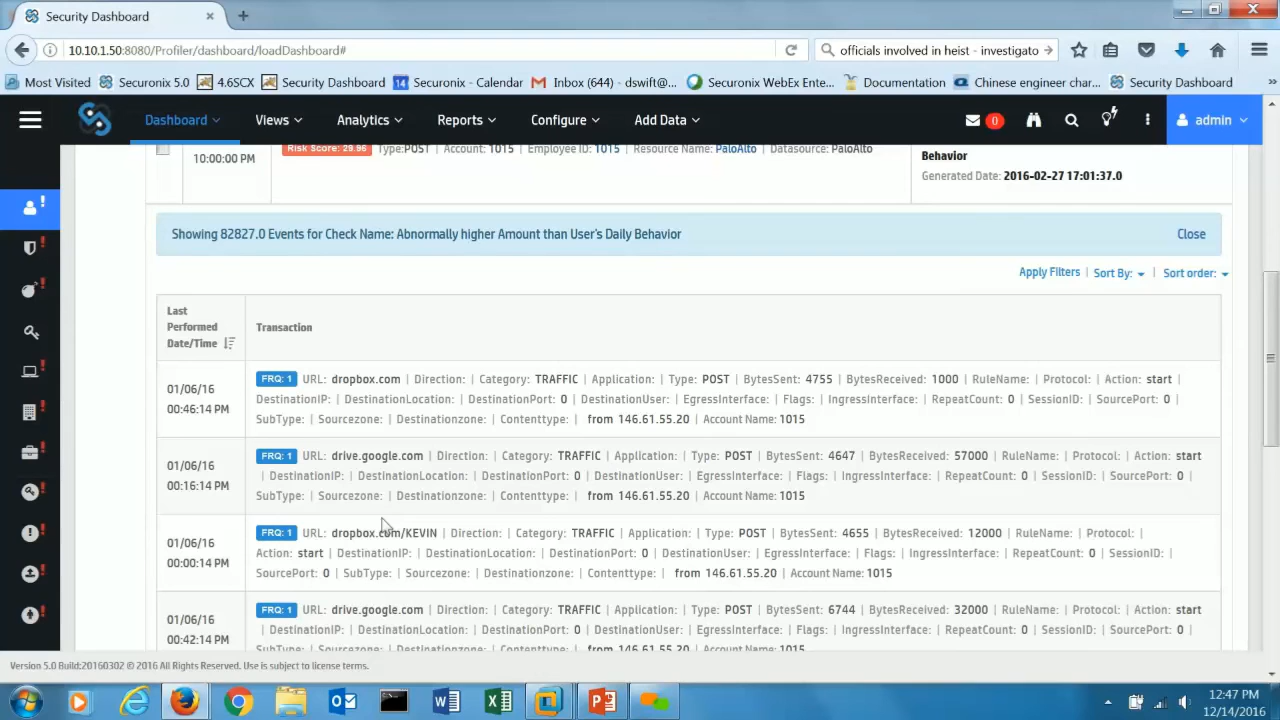 Security Dashboard
10.10.1.50:8080/Profiler/dashboard/loadDashboard#
officials involved in heist - investigato
Most Visited Securonix 5.0 4.6SCX Security Dashboard Securonix - Calendar Inbox (644) - dswift@... Securonix WebEx Ente... Documentation Chinese engineer char... Security Dashboard
Dashboard Views Analytics Reports Configure Add Data 0 admin
10:00:00 PM
Risk Score: 29.96 Type:POST | Account: 1015 | Employee ID: 1015 | Resource Name: PaloAlto | Datasource: PaloAlto
Behavior
Generated Date: 2016-02-27 17:01:37.0
Showing 82827.0 Events for Check Name: Abnormally higher Amount than User's Daily Behavior Close
Apply Filters | Sort By: | Sort order:
Last
Performed
Date/Time
Transaction
01/06/16
00:46:14 PM
FRQ: 1 URL: dropbox.com | Direction: | Category: TRAFFIC | Application: | Type: POST | BytesSent: 4755 | BytesReceived: 1000 | RuleName: | Protocol: | Action: start
DestinationIP: | DestinationLocation: | DestinationPort: 0 | DestinationUser: | EgressInterface: | Flags: | IngressInterface: | RepeatCount: 0 | SessionID: | SourcePort: 0 |
SubType: | Sourcezone: | Destinationzone: | Contenttype: | from 146.61.55.20 | Account Name: 1015
01/06/16
00:16:14 PM
FRQ: 1 URL: drive.google.com | Direction: | Category: TRAFFIC | Application: | Type: POST | BytesSent: 4647 | BytesReceived: 57000 | RuleName: | Protocol: | Action: start
| DestinationIP: | DestinationLocation: | DestinationPort: 0 | DestinationUser: | EgressInterface: | Flags: | IngressInterface: | RepeatCount: 0 | SessionID: | SourcePort: 0 |
SubType: | Sourcezone: | Destinationzone: | Contenttype: | from 146.61.55.20 | Account Name: 1015
01/06/16
00:00:14 PM
FRQ: 1 URL: dropbox.com/KEVIN | Direction: | Category: TRAFFIC | Application: | Type: POST | BytesSent: 4655 | BytesReceived: 12000 | RuleName: | Protocol: |
Action: start | DestinationIP: | DestinationLocation: | DestinationPort: 0 | DestinationUser: | EgressInterface: | Flags: | IngressInterface: | RepeatCount: 0 | SessionID: |
SourcePort: 0 | SubType: | Sourcezone: | Destinationzone: | Contenttype: | from 146.61.55.20 | Account Name: 1015
01/06/16
00:42:14 PM
FRQ: 1 URL: drive.google.com | Direction: | Category: TRAFFIC | Application: | Type: POST | BytesSent: 6744 | BytesReceived: 32000 | RuleName: | Protocol: | Action: start
| DestinationIP: | DestinationLocation: | DestinationPort: 0 | DestinationUser: | EgressInterface: | Flags: | IngressInterface: | RepeatCount: 0 | SessionID: | SourcePort: 0 |
SubType: | Sourcezone: | Destinationzone: | Contenttype: | from 146.61.55.20 | Account Name: 1015
Version 5.0 Build:20160302 © 2016 All Rights Reserved. Use is subject to license terms.
12:47 PM
12/14/2016